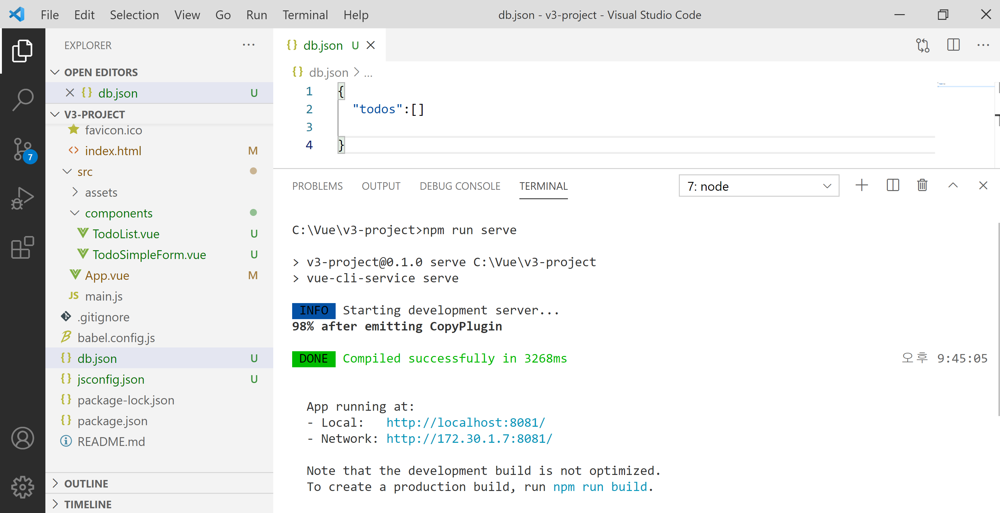 File Edit Selection View Go Run Terminal Help
db.json - v3-project - Visual Studio Code
EXPLORER
OPEN EDITORS
db.json U
V3-PROJECT
favicon.ico
index.html M
src
assets
components
TodoList.vue U
TodoSimpleForm.vue U
App.vue M
JS main.js
.gitignore
babel.config.js
db.json U
jsconfig.json U
package-lock.json
package.json
README.md
OUTLINE
TIMELINE
7
{} db.json U
{} db.json > ...
1 {
2 "todos":[]
3
4 }
PROBLEMS OUTPUT DEBUG CONSOLE TERMINAL
7: node
C:\Vue\v3-project>npm run serve
> v3-project@0.1.0 serve C:\Vue\v3-project
> vue-cli-service serve
INFO Starting development server...
98% after emitting CopyPlugin
DONE Compiled successfully in 3268ms 오후 9:45:05
App running at:
- Local: http://localhost:8081/
- Network: http://172.30.1.7:8081/
Note that the development build is not optimized.
To create a production build, run npm run build.